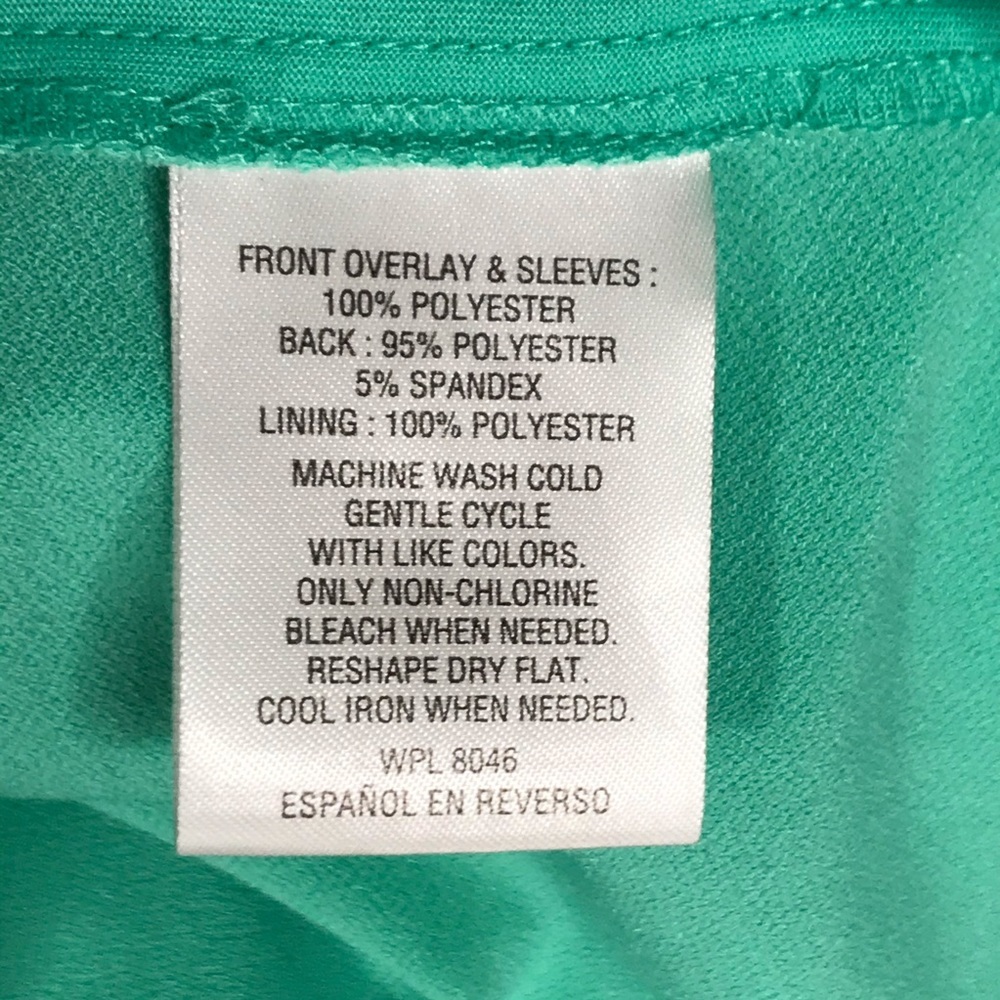 FRONT OVERLAY & SLEEVES :
100% POLYESTER
BACK : 95% POLYESTER
5% SPANDEX
LINING : 100% POLYESTER
MACHINE WASH COLD
GENTLE CYCLE
WITH LIKE COLORS.
ONLY NON-CHLORINE
BLEACH WHEN NEEDED.
RESHAPE DRY FLAT.
COOL IRON WHEN NEEDED.
WPL 8046
ESPAÑOL EN REVERSO